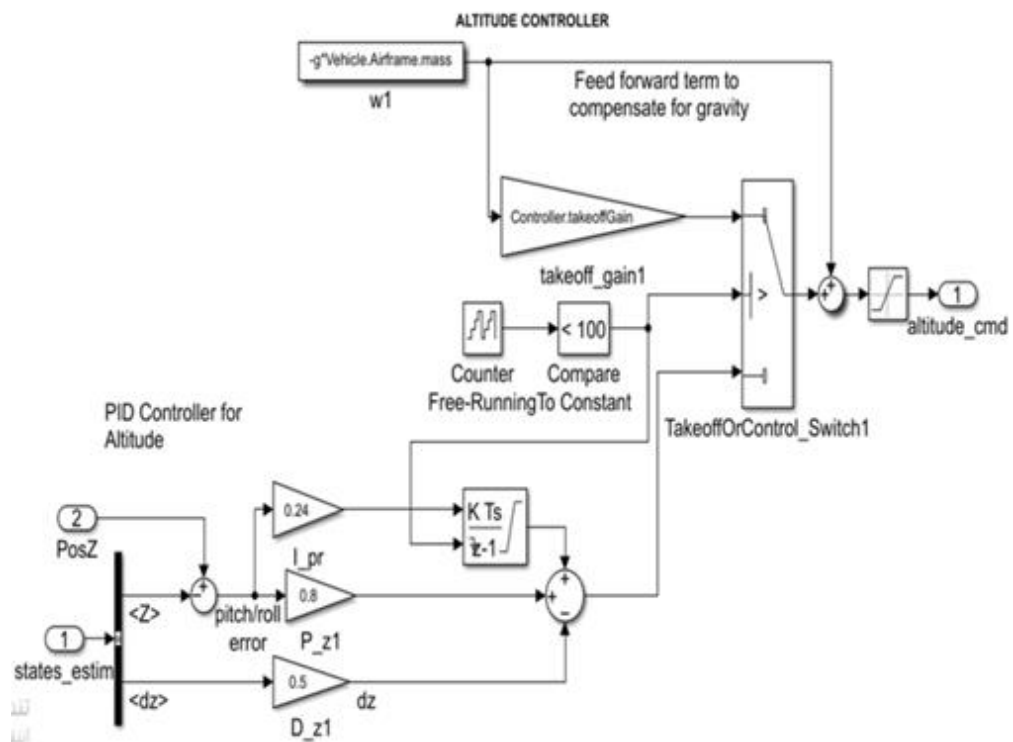 ALTITUDE CONTROLLER
-g*Vehicle.Airframe.mass
w1
Feed forward term to
compensate for gravity
Controller.takeoffGain
takeoff_gain1
>
+
+
1
altitude_cmd
< 100
Counter
Free-Running
Compare
To Constant
TakeoffOrControl_Switch1
PID Controller for
Altitude
2
PosZ
0.24
I_pr
K Ts
z-1
+
−
<Z>
pitch/roll
error
0.8
P_z1
+
+
−
1
states_estim
<dz>
0.5
dz
D_z1